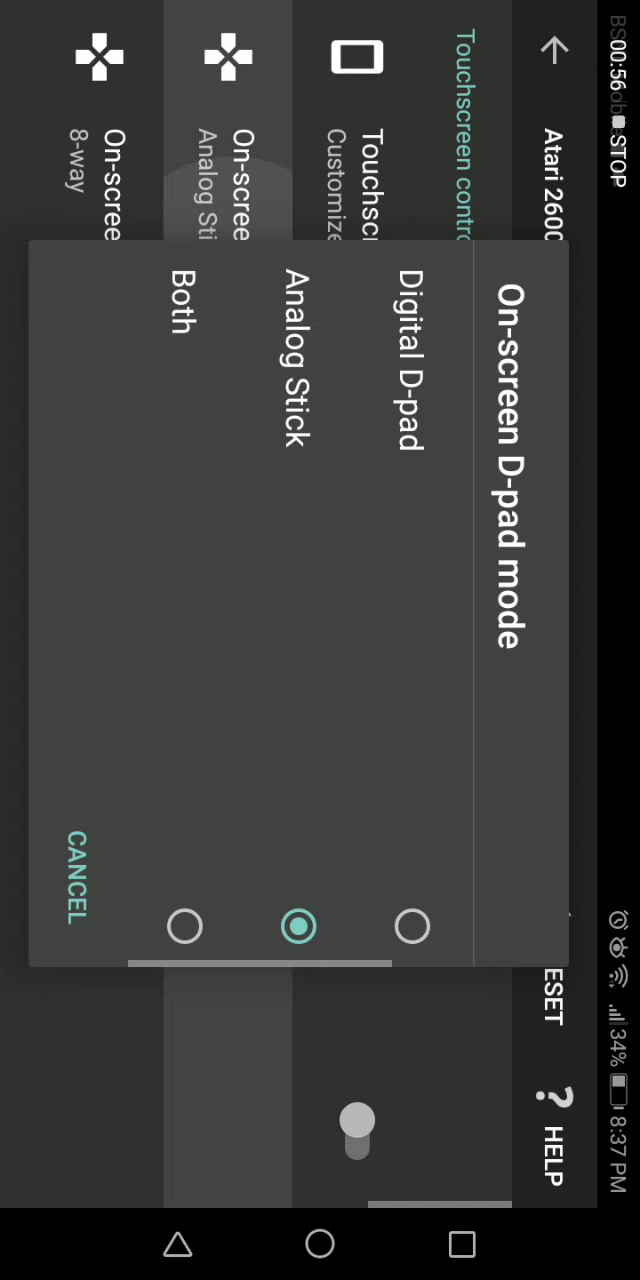 00:56 STOP
34% 8:37 PM
Atari 2600
ESET
HELP
Touchscreen contro
Touchscr
Customize
On-scree
Analog Sti
On-scree
8-way
On-screen D-pad mode
Digital D-pad
Analog Stick
Both
CANCEL